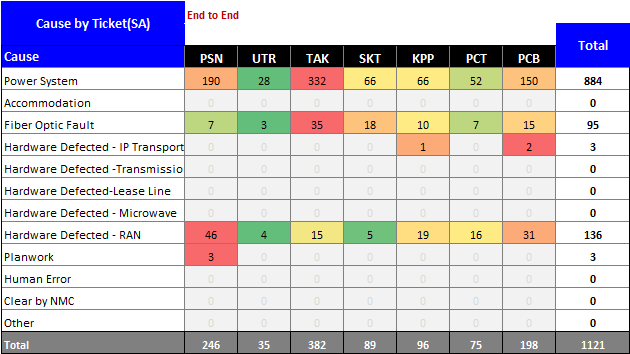 Cause by Ticket(SA) End to End Total
Cause PSN UTR TAK SKT KPP PCT PCB
Power System 190 28 332 66 66 52 150 884
Accommodation 0 0 0 0 0 0 0 0
Fiber Optic Fault 7 3 35 18 10 7 15 95
Hardware Defected - IP Transport 0 0 0 0 1 0 2 3
Hardware Defected -Transmissio 0 0 0 0 0 0 0 0
Hardware Defected-Lease Line 0 0 0 0 0 0 0 0
Hardware Defected - Microwave 0 0 0 0 0 0 0 0
Hardware Defected - RAN 46 4 15 5 19 16 31 136
Planwork 3 0 0 0 0 0 0 3
Human Error 0 0 0 0 0 0 0 0
Clear by NMC 0 0 0 0 0 0 0 0
Other 0 0 0 0 0 0 0 0
Total 246 35 382 89 96 75 198 1121